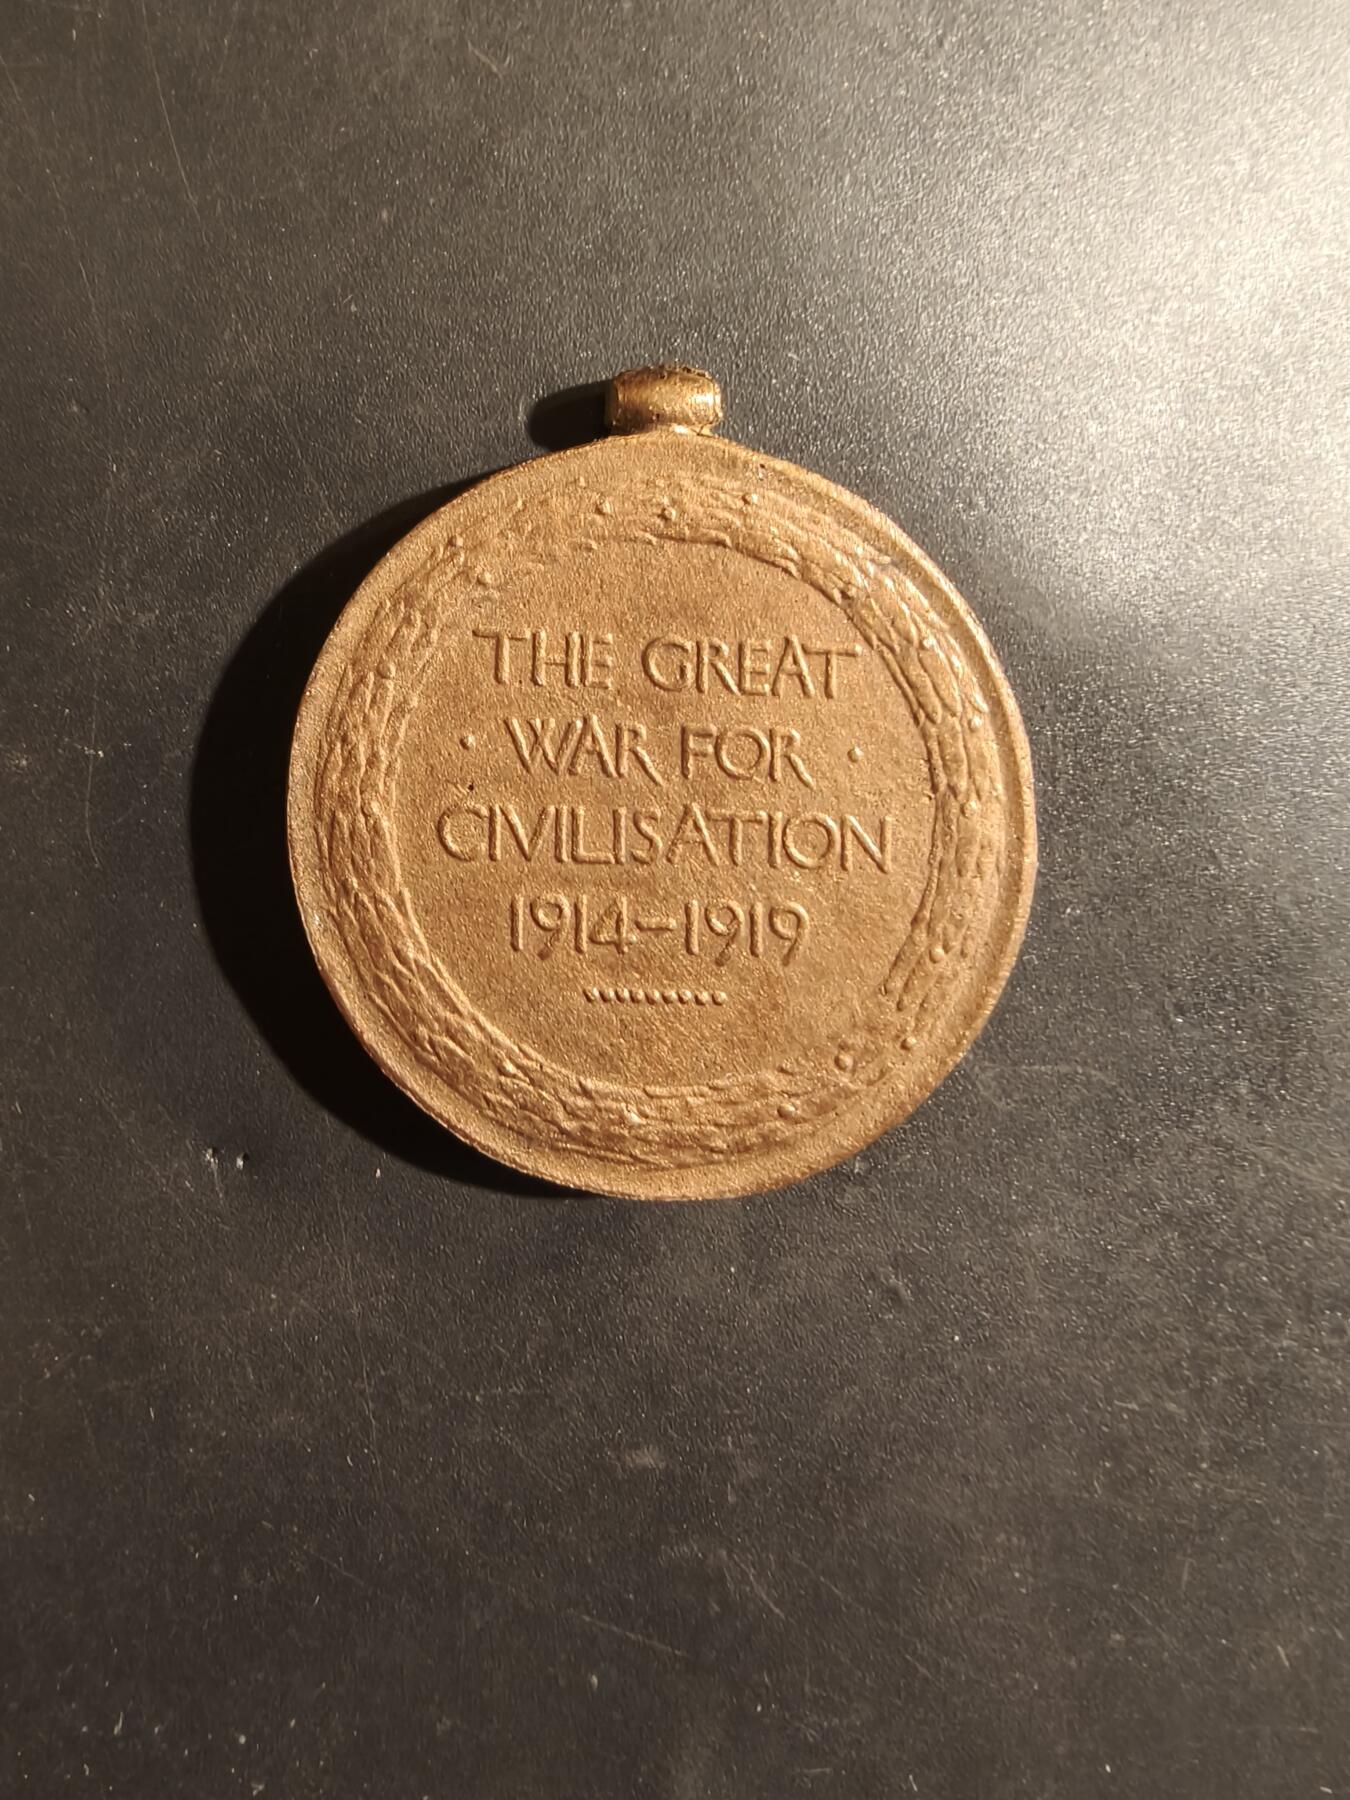 THE GREAT
· WAR FOR ·
CIVILISATION
1914–1919